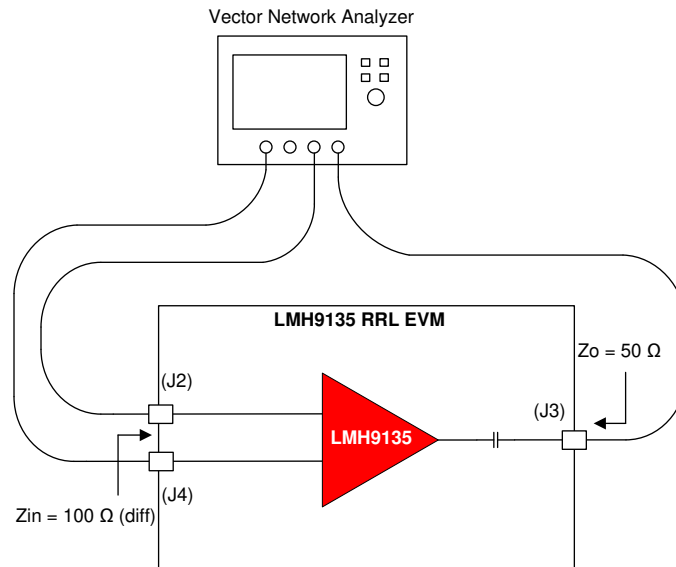 Vector Network Analyzer
LMH9135 RRL EVM
Zo = 50 Ω
(J2)
(J3)
LMH9135
(J4)
Zin = 100 Ω (diff)